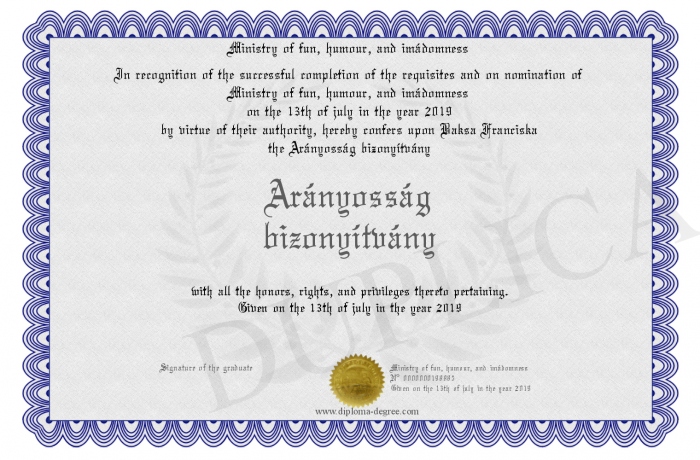 Ministry of fun, humour, and imádomness
In recognition of the successful completion of the requisites and on nomination of
Ministry of fun, humour, and imádomness
on the 13th of july in the year 2019
by virtue of their authority, hereby confers upon Baksa Franciska
the Arányosság bizonyítvány
Arányosság
bizonyítvány
with all the honors, rights, and privileges thereto pertaining.
Given on the 13th of july in the year 2019
DUPLICA
Signature of the graduate
Ministry of fun, humour, and imádomness
Given on the 13th of july in the year 2019
www.diploma-degree.com